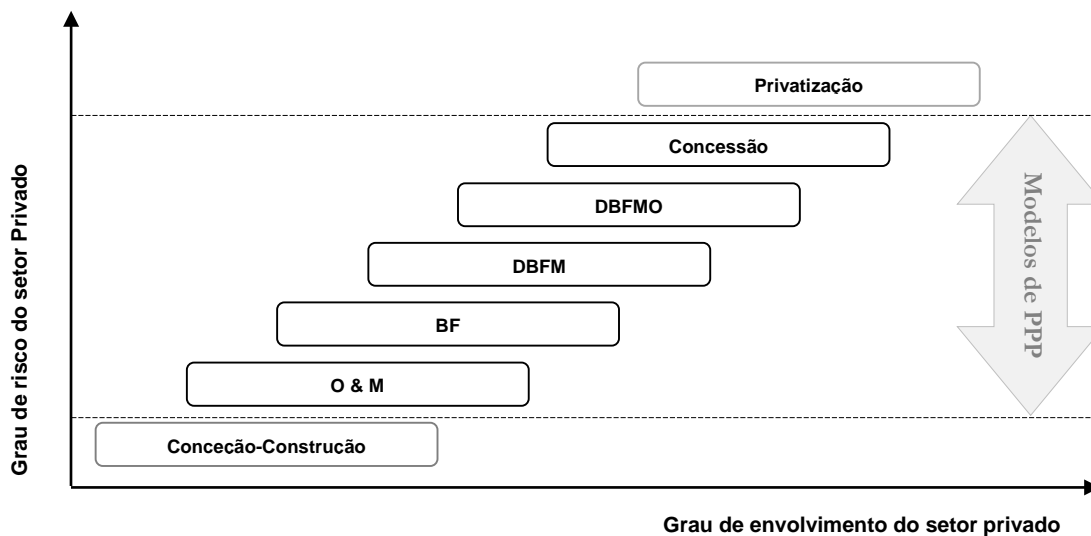 Privatização
Concessão
DBFMO
DBFM
BF
O & M
Conceção-Construção
Modelos de PPP
Grau de risco do setor Privado
Grau de envolvimento do setor privado